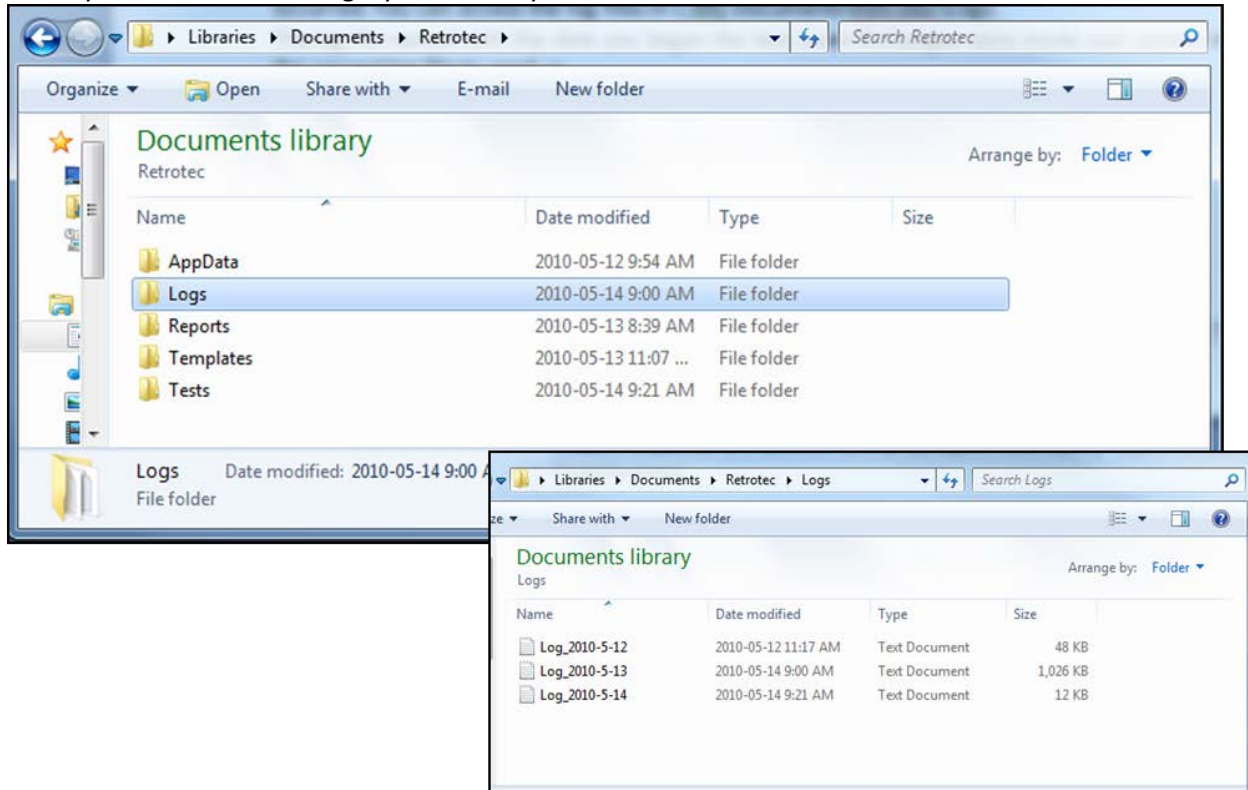 Libraries ▸ Documents ▸ Retrotec ▸ Search Retrotec
Organize Open Share with E-mail New folder
Documents library
Retrotec
Arrange by: Folder
Name Date modified Type Size
AppData 2010-05-12 9:54 AM File folder
Logs 2010-05-14 9:00 AM File folder
Reports 2010-05-13 8:39 AM File folder
Templates 2010-05-13 11:07 ... File folder
Tests 2010-05-14 9:21 AM File folder
Logs Date modified: 2010-05-14 9:00 A
File folder
Libraries ▸ Documents ▸ Retrotec ▸ Logs Search Logs
ze Share with New folder
Documents library
Logs
Arrange by: Folder
Name Date modified Type Size
Log_2010-5-12 2010-05-12 11:17 AM Text Document 48 KB
Log_2010-5-13 2010-05-14 9:00 AM Text Document 1,026 KB
Log_2010-5-14 2010-05-14 9:21 AM Text Document 12 KB